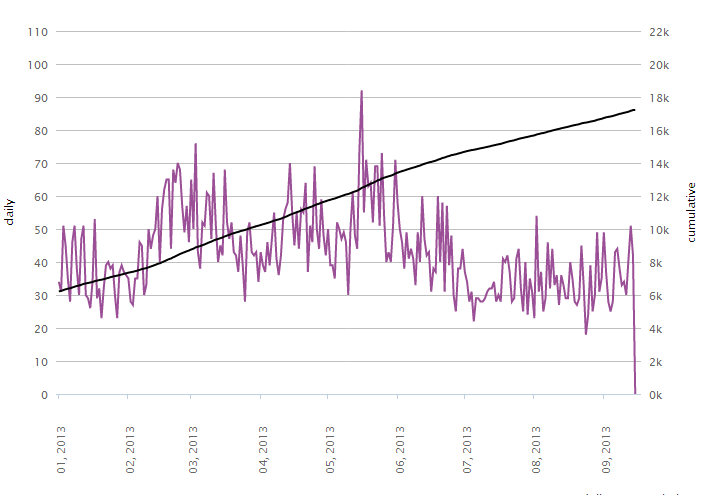 110
100
90
80
70
60
50
40
30
20
10
0
daily
22k
20k
18k
16k
14k
12k
10k
8k
6k
4k
2k
0k
cumulative
01, 2013
02, 2013
03, 2013
04, 2013
05, 2013
06, 2013
07, 2013
08, 2013
09, 2013